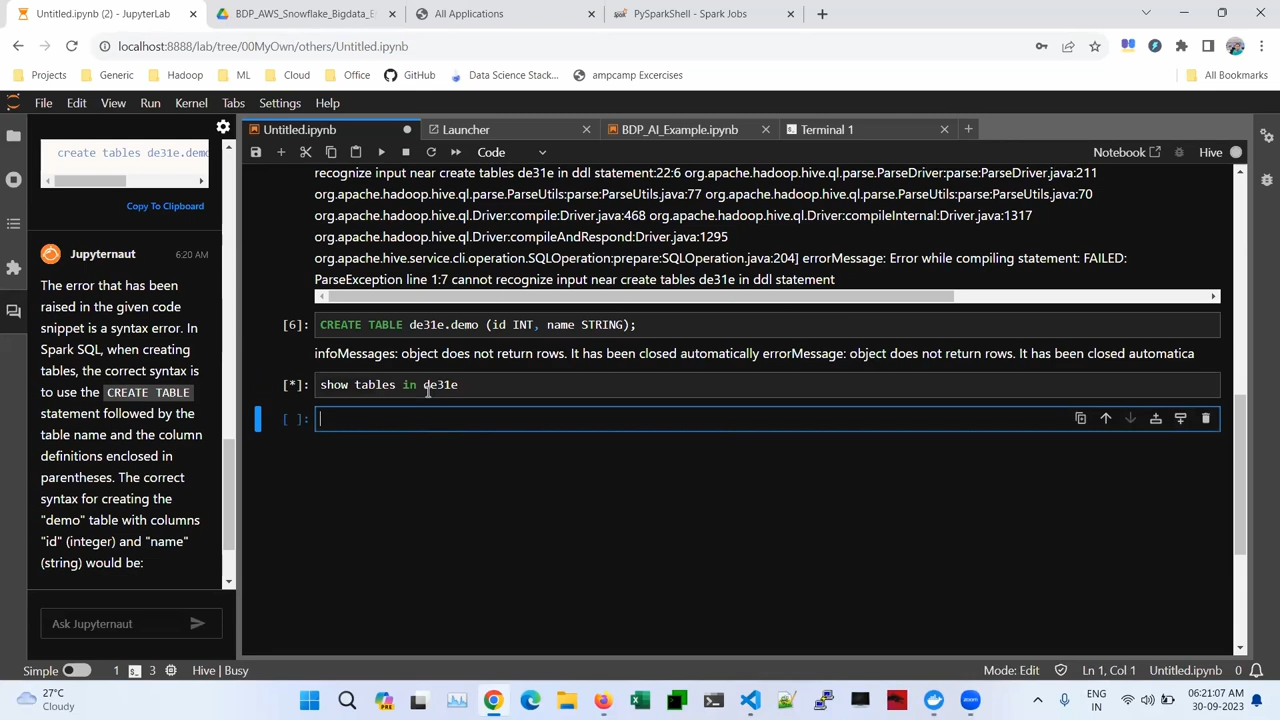 Untitled.ipynb (2) - JupyterLab
BDP_AWS_Snowflake_Bigdata_E
All Applications
PySparkShell - Spark Jobs
localhost:8888/lab/tree/00MyOwn/others/Untitled.ipynb
Projects
Generic
Hadoop
ML
Cloud
Office
GitHub
Data Science Stack...
ampcamp Excercises
All Bookmarks
File Edit View Run Kernel Tabs Settings Help
Untitled.ipynb
Launcher
BDP_AI_Example.ipynb
Terminal 1
Code
Notebook
Hive
create tables de31e.demo
Copy To Clipboard
Jupyternaut
6:20 AM
The error that has been
raised in the given code
snippet is a syntax error. In
Spark SQL, when creating
tables, the correct syntax is
to use the CREATE TABLE
statement followed by the
table name and the column
definitions enclosed in
parentheses. The correct
syntax for creating the
"demo" table with columns
"id" (integer) and "name"
(string) would be:
Ask Jupyternaut
recognize input near create tables de31e in ddl statement:22:6 org.apache.hadoop.hive.ql.parse.ParseDriver:parse:ParseDriver.java:211
org.apache.hadoop.hive.ql.parse.ParseUtils:parse:ParseUtils.java:77 org.apache.hadoop.hive.ql.parse.ParseUtils:parse:ParseUtils.java:70
org.apache.hadoop.hive.ql.Driver:compile:Driver.java:468 org.apache.hadoop.hive.ql.Driver:compileInternal:Driver.java:1317
org.apache.hadoop.hive.ql.Driver:compileAndRespond:Driver.java:1295
org.apache.hive.service.cli.operation.SQLOperation:prepare:SQLOperation.java:204] errorMessage: Error while compiling statement: FAILED:
ParseException line 1:7 cannot recognize input near create tables de31e in ddl statement
[6]: CREATE TABLE de31e.demo (id INT, name STRING);
infoMessages: object does not return rows. It has been closed automatically errorMessage: object does not return rows. It has been closed automatica
[*]: show tables in de31e
[ ]:
Simple
1
3
Hive | Busy
Mode: Edit
Ln 1, Col 1
Untitled.ipynb
0
27°C
Cloudy
ENG
IN
06:21:07 AM
30-09-2023